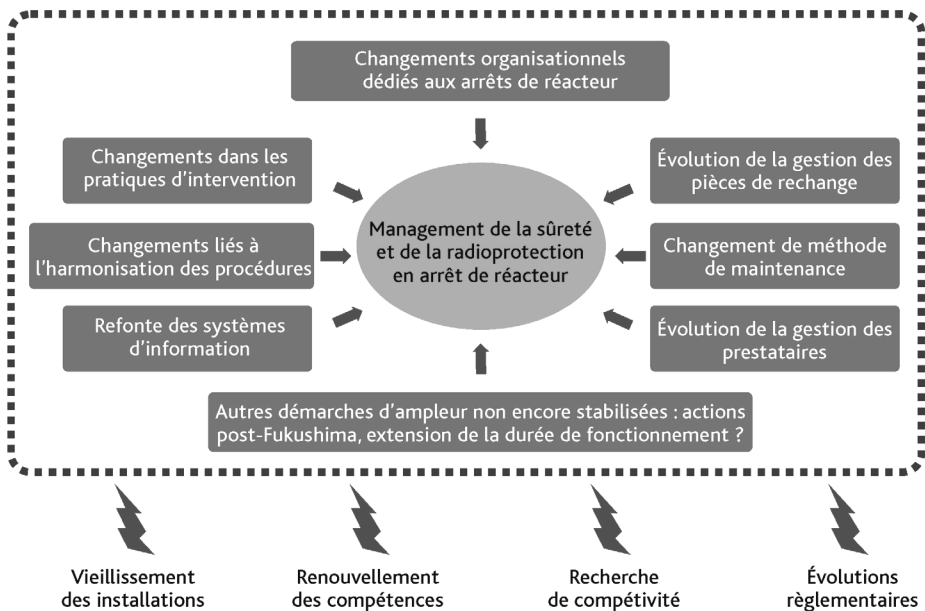 Changements organisationnels
dédiés aux arrêts de réacteur
Changements dans les
pratiques d'intervention
Évolution de la gestion des
pièces de rechange
Management de la sûreté
et de la radioprotection
en arrêt de réacteur
Changements liés à
l'harmonisation des procédures
Changement de méthode
de maintenance
Refonte des systèmes
d'information
Évolution de la gestion des
prestataires
Autres démarches d'ampleur non encore stabilisées : actions
post-Fukushima, extension de la durée de fonctionnement ?
Vieillissement
des installations
Renouvellement
des compétences
Recherche
de compétivité
Évolutions
règlementaires